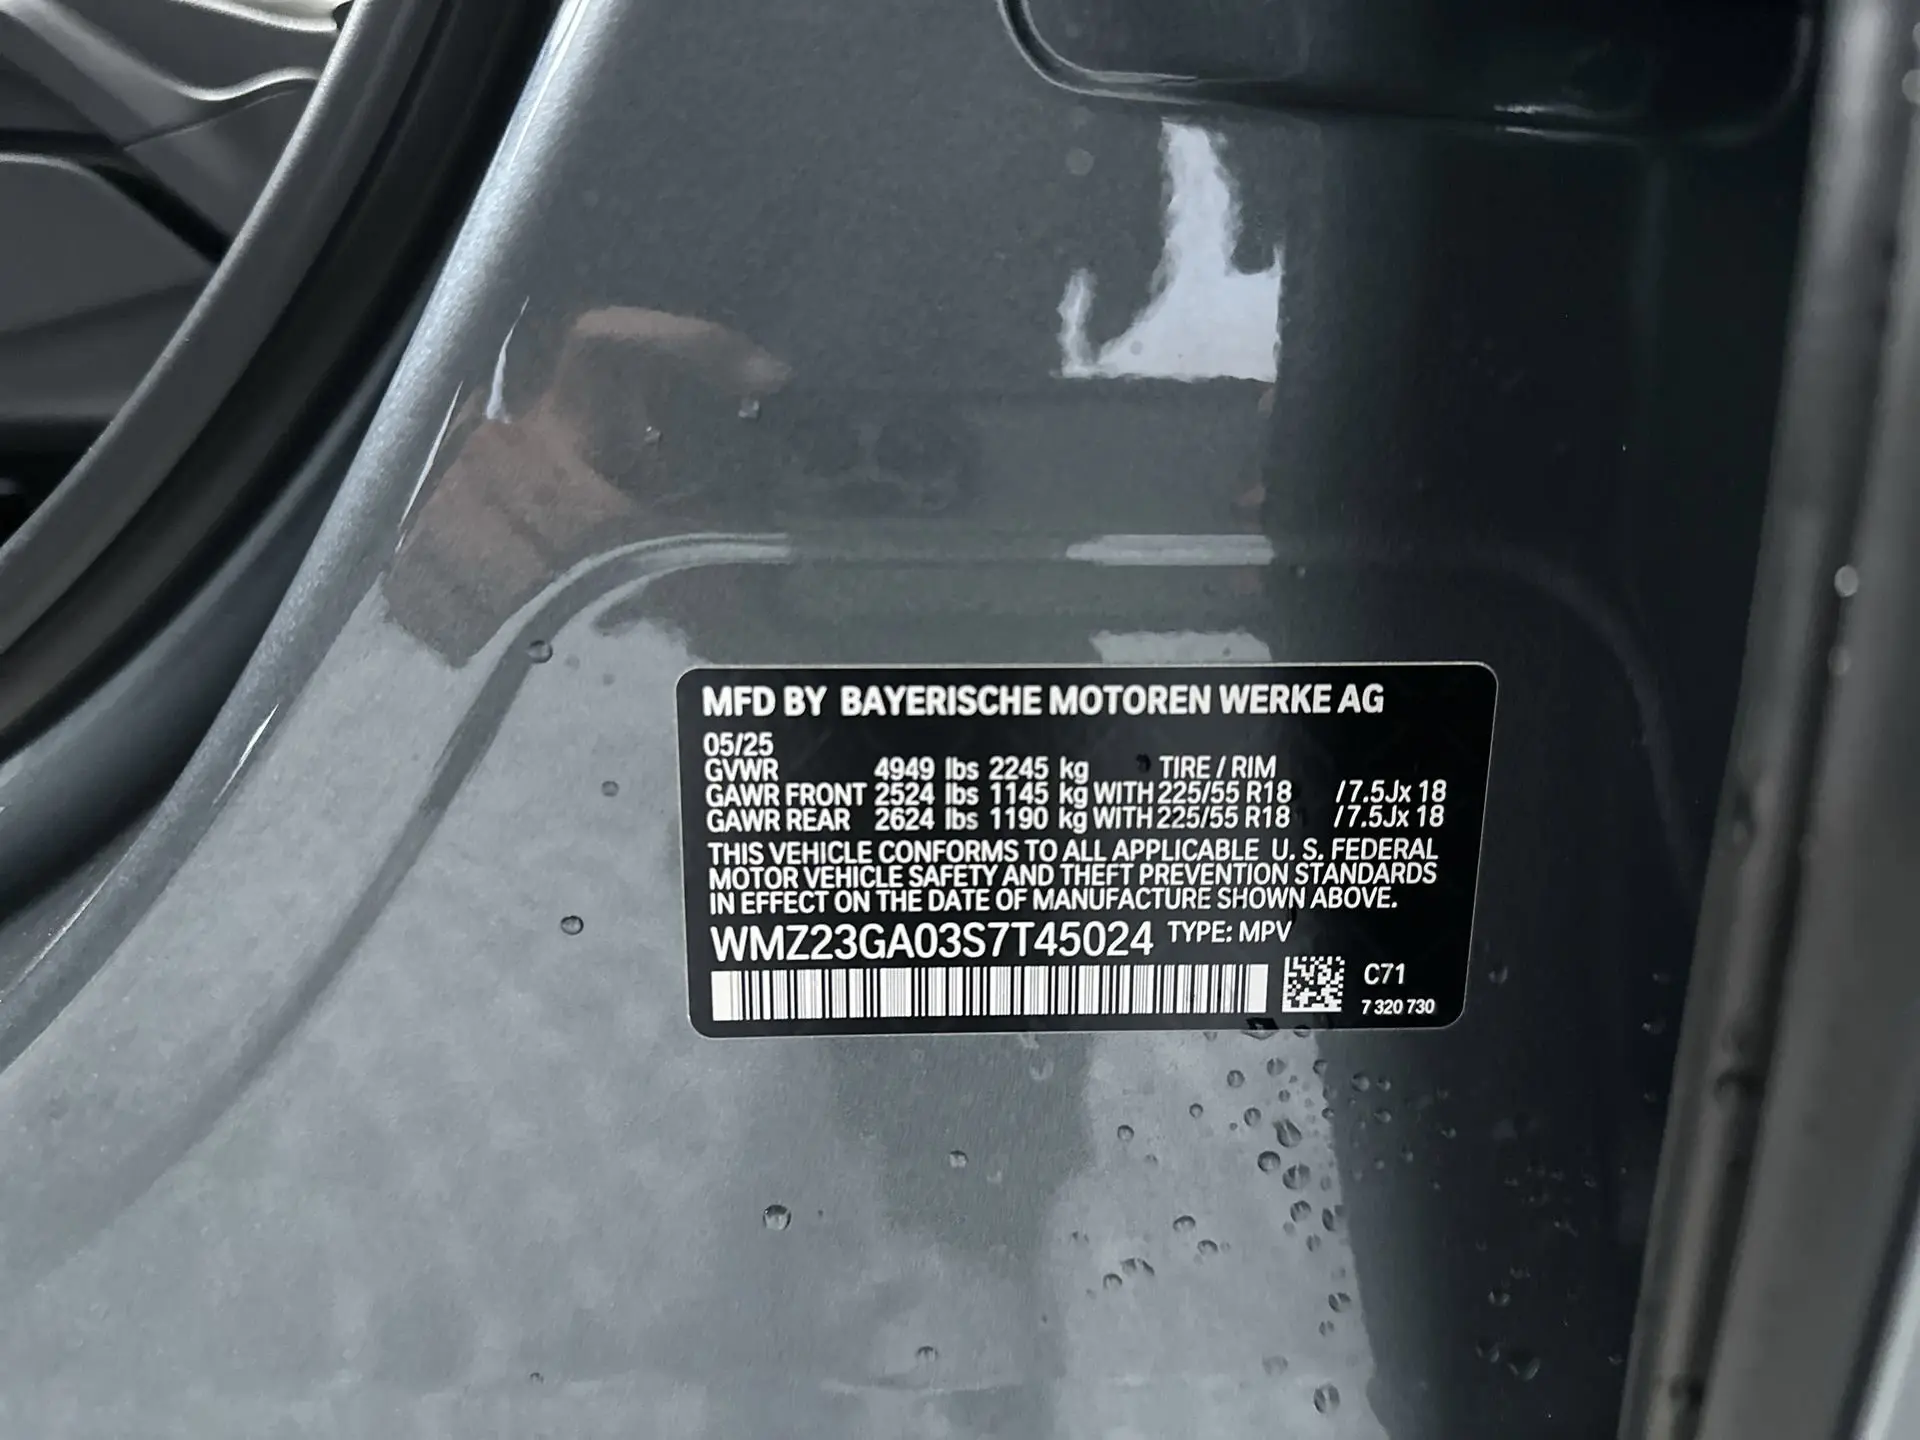 MFD BY BAYERISCHE MOTOREN WERKE AG
05/25
GVWR 4949 lbs 2245 kg TIRE / RIM
GAWR FRONT 2524 lbs 1145 kg WITH 225/55 R18 /7.5Jx 18
GAWR REAR 2624 lbs 1190 kg WITH 225/55 R18 /7.5Jx 18
THIS VEHICLE CONFORMS TO ALL APPLICABLE U. S. FEDERAL
MOTOR VEHICLE SAFETY AND THEFT PREVENTION STANDARDS
IN EFFECT ON THE DATE OF MANUFACTURE SHOWN ABOVE.
WMZ23GA03S7T45024 TYPE: MPV
C71
7 320 730